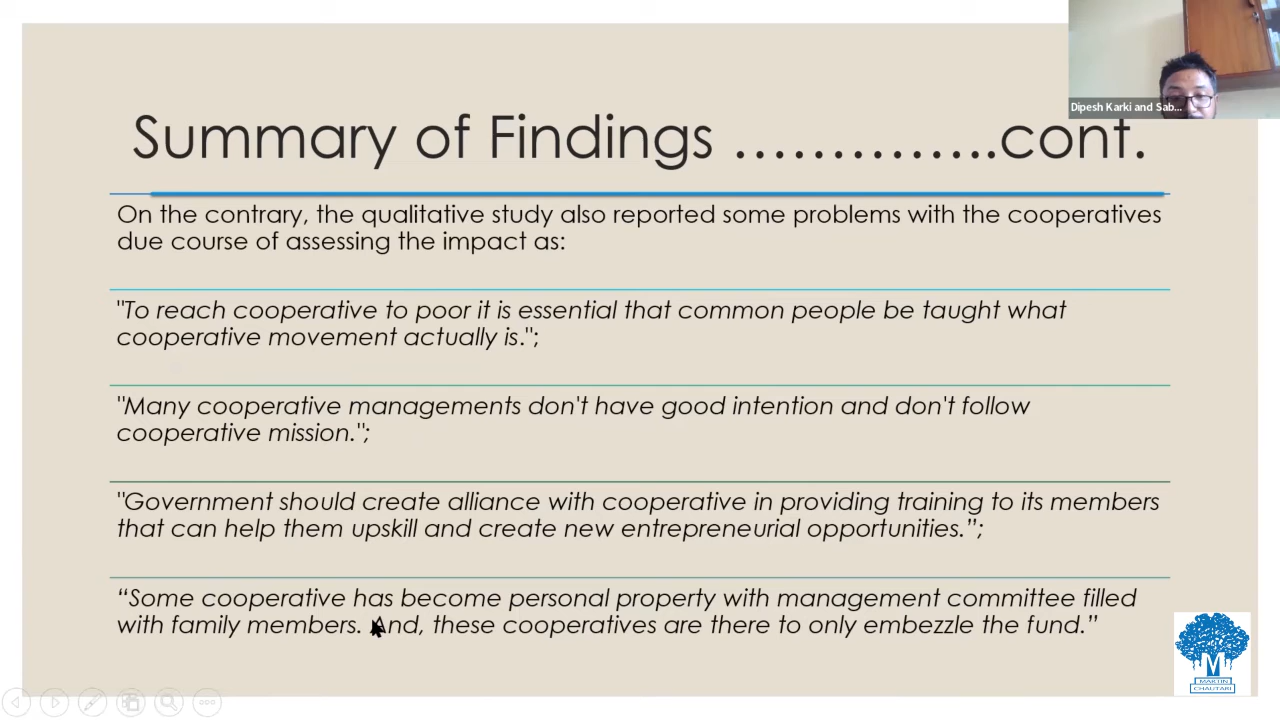 Dipesh Karki and Sab...
Summary of Findings …………..cont.
On the contrary, the qualitative study also reported some problems with the cooperatives
due course of assessing the impact as:
"To reach cooperative to poor it is essential that common people be taught what
cooperative movement actually is.";
"Many cooperative managements don't have good intention and don't follow
cooperative mission.";
"Government should create alliance with cooperative in providing training to its members
that can help them upskill and create new entrepreneurial opportunities.”;
“Some cooperative has become personal property with management committee filled
with family members. And, these cooperatives are there to only embezzle the fund.”
M
MARTIN
CHAUTARI